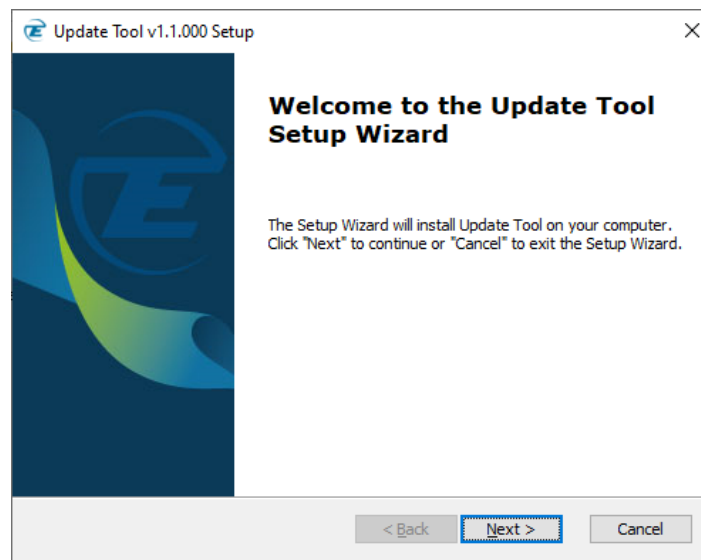 Update Tool v1.1.000 Setup
Welcome to the Update Tool
Setup Wizard
The Setup Wizard will install Update Tool on your computer.
Click "Next" to continue or "Cancel" to exit the Setup Wizard.
< Back Next > Cancel